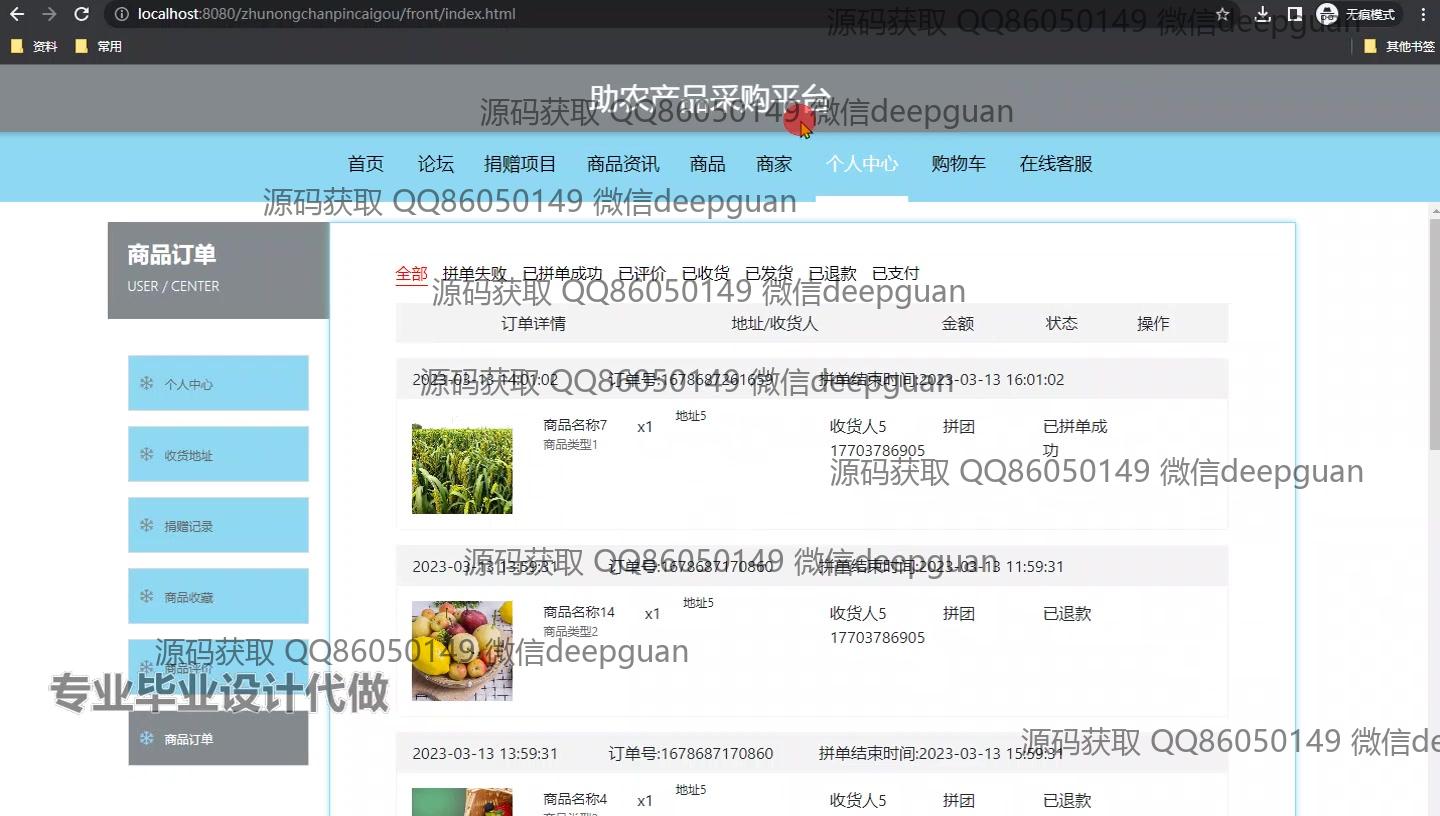 localhost:8080/zhunongchanpincaigou/front/index.html
无痕模式
资料 常用 其他书签
源码获取 QQ86050149 微信deepguan
助农产品采购平台
源码获取 QQ86050149 微信deepguan
首页 论坛 捐赠项目 商品资讯 商品 商家 个人中心 购物车 在线客服
源码获取 QQ86050149 微信deepguan
商品订单
USER / CENTER
个人中心
收货地址
捐赠记录
商品收藏
商品评价
商品订单
全部 拼单失败 已拼单成功 已评价 已收货 已发货 已退款 已支付
源码获取 QQ86050149 微信deepguan
订单详情 地址/收货人 金额 状态 操作
2023-03-13 14:01:02 订单号:1678687261659 拼单结束时间:2023-03-13 16:01:02
源码获取 QQ86050149 微信deepguan
商品名称7 x1 地址5 收货人5 拼团 已拼单成功
商品类型1 17703786905
源码获取 QQ86050149 微信deepguan
2023-03-13 13:59:31 订单号:1678687170860 拼单结束时间:2023-03-13 11:59:31
源码获取 QQ86050149 微信deepguan
商品名称14 x1 地址5 收货人5 拼团 已退款
商品类型2 17703786905
源码获取 QQ86050149 微信deepguan
专业毕业设计代做
2023-03-13 13:59:31 订单号:1678687170860 拼单结束时间:2023-03-13 15:59:31
源码获取 QQ86050149 微信de
商品名称4 x1 地址5 收货人5 拼团 已退款